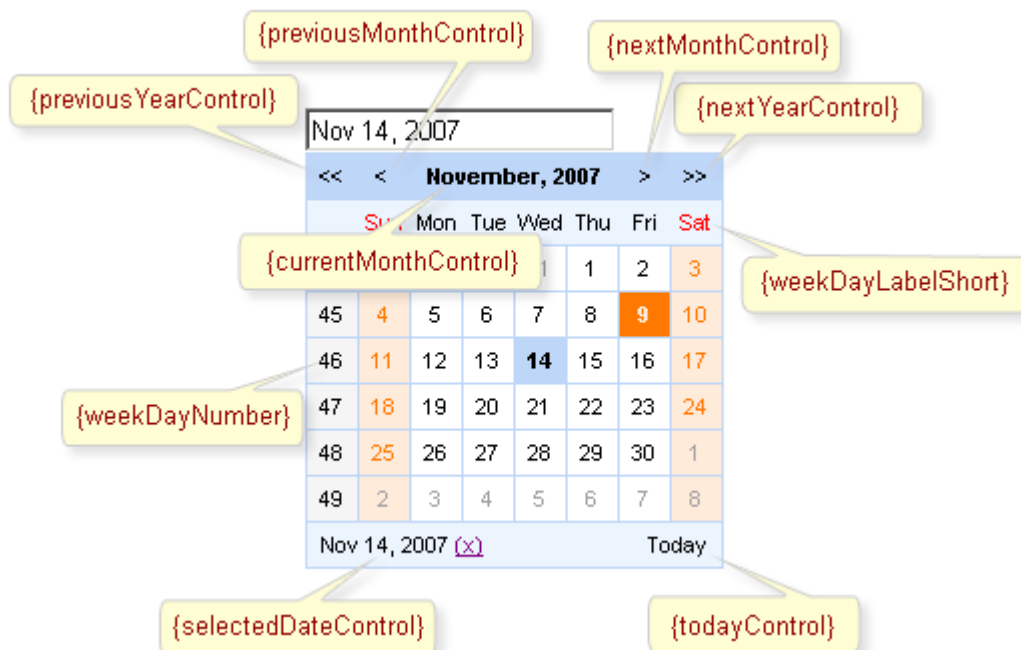 {previousMonthControl}
{nextMonthControl}
{previousYearControl}
{nextYearControl}
Nov 14, 2007
<< < November, 2007 > >>
Sun Mon Tue Wed Thu Fri Sat
{currentMonthControl} 1 1 2 3
{weekDayLabelShort}
45 4 5 6 7 8 9 10
46 11 12 13 14 15 16 17
{weekDayNumber}
47 18 19 20 21 22 23 24
48 25 26 27 28 29 30 1
49 2 3 4 5 6 7 8
Nov 14, 2007 (x) Today
{selectedDateControl}
{todayControl}